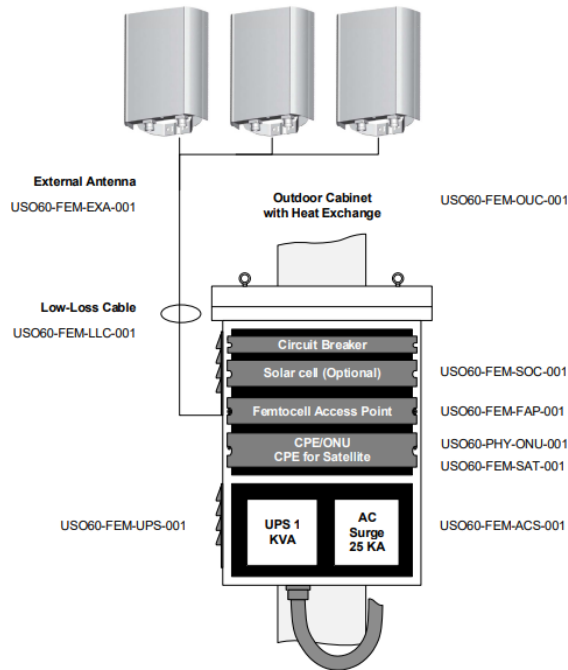 External Antenna
USO60-FEM-EXA-001
Outdoor Cabinet
with Heat Exchange
USO60-FEM-OUC-001
Low-Loss Cable
USO60-FEM-LLC-001
Circuit Breaker
Solar cell (Optional)
USO60-FEM-SOC-001
Femtocell Access Point
USO60-FEM-FAP-001
CPE/ONU
CPE for Satellite
USO60-PHY-ONU-001
USO60-FEM-SAT-001
USO60-FEM-UPS-001
UPS 1
KVA
AC
Surge
25 KA
USO60-FEM-ACS-001